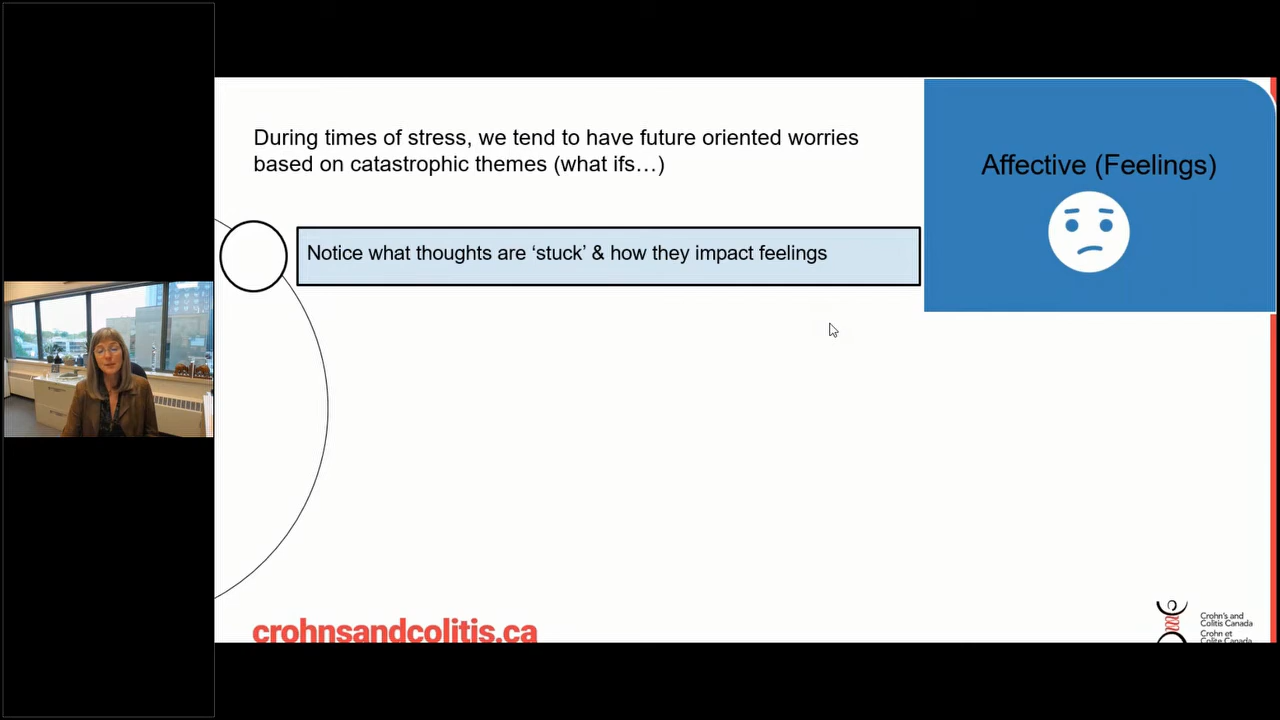 During times of stress, we tend to have future oriented worries
based on catastrophic themes (what ifs…)
Affective (Feelings)
Notice what thoughts are ‘stuck’ & how they impact feelings
crohnsandcolitis.ca
Crohn's and
Colitis Canada
Crohn et
Colite Canada